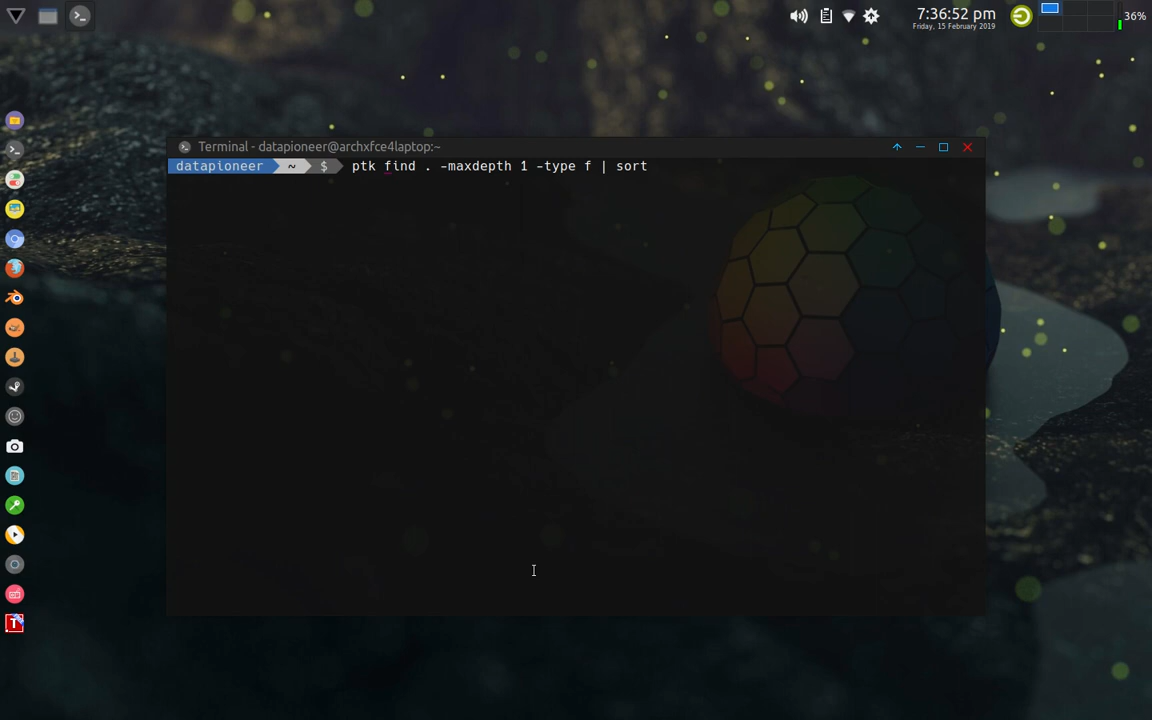 7:36:52 pm
Friday, 15 February 2019
36%
Terminal - datapioneer@archxfce4laptop:~
datapioneer ~ $ ptk find . -maxdepth 1 -type f | sort
T